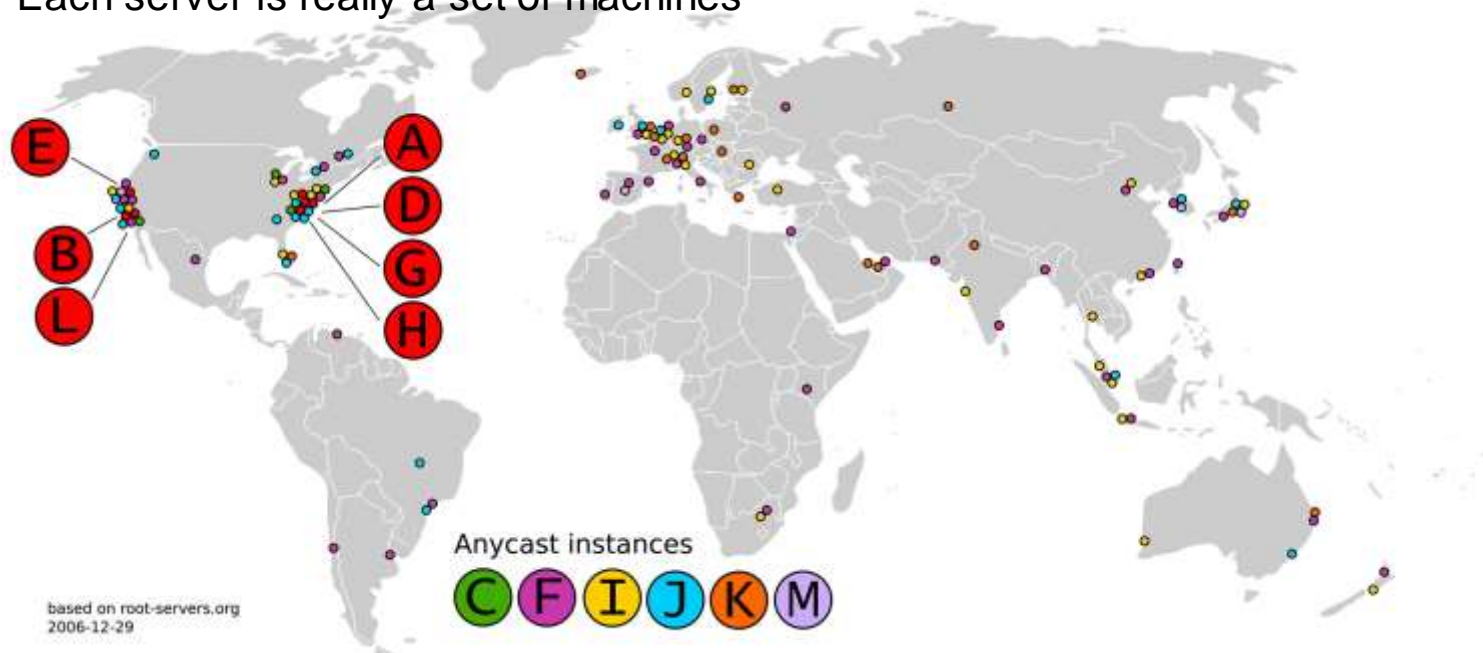 Each server is really a set of machines
E
A
D
B
G
L
H
Anycast instances
C F I J K M
based on root-servers.org
2006-12-29